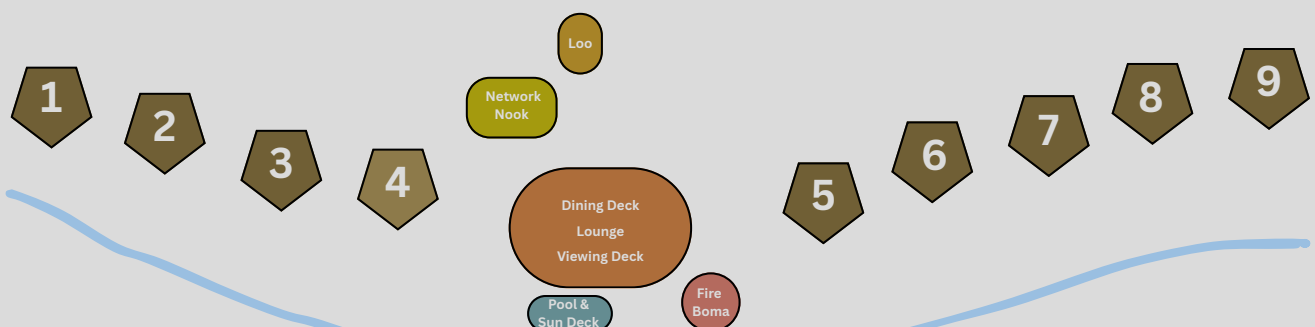 Loo
Network
Nook
1
2
3
4
5
6
7
8
9
Dining Deck
Lounge
Viewing Deck
Pool &
Sun Deck
Fire
Boma